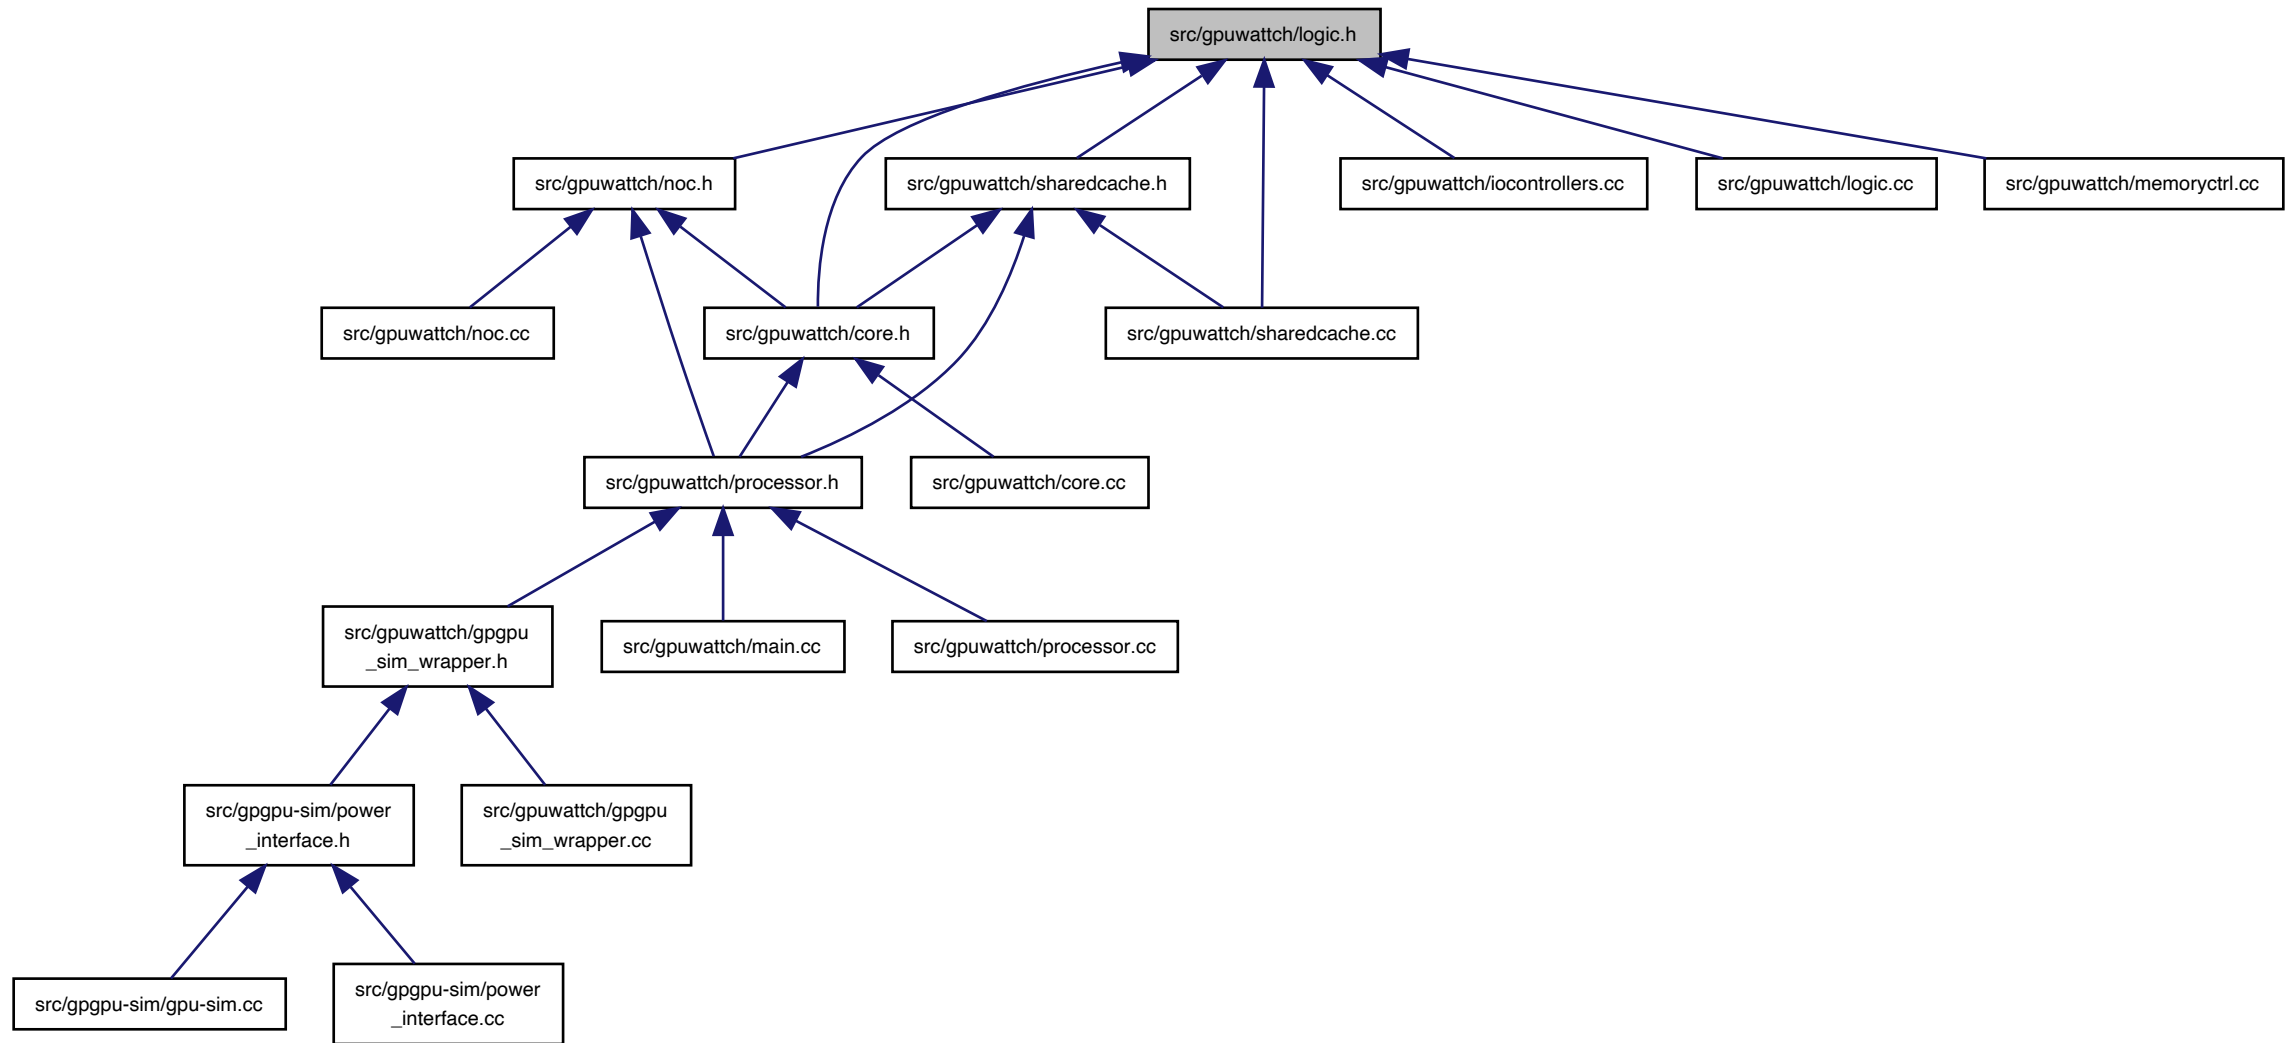 src/gpuwattch/logic.h
src/gpuwattch/noc.h
src/gpuwattch/sharedcache.h
src/gpuwattch/iocontrollers.cc
src/gpuwattch/logic.cc
src/gpuwattch/memoryctrl.cc
src/gpuwattch/noc.cc
src/gpuwattch/core.h
src/gpuwattch/sharedcache.cc
src/gpuwattch/processor.h
src/gpuwattch/core.cc
src/gpuwattch/gpgpu
_sim_wrapper.h
src/gpuwattch/main.cc
src/gpuwattch/processor.cc
src/gpgpu-sim/power
_interface.h
src/gpuwattch/gpgpu
_sim_wrapper.cc
src/gpgpu-sim/gpu-sim.cc
src/gpgpu-sim/power
_interface.cc